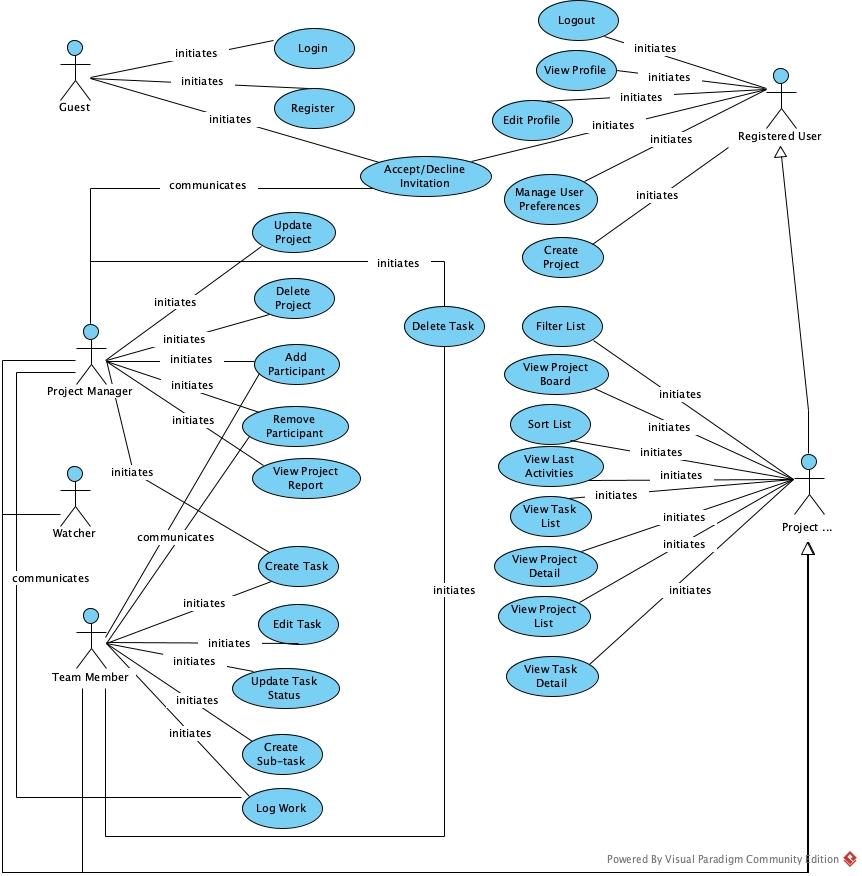 Logout
initiates
Login
initiates
View Profile
initiates
initiates
Guest
Register
initiates
Edit Profile
initiates
initiates
Registered User
initiates
Accept/Decline
Invitation
communicates
Manage User
Preferences
initiates
Update
Project
Create
Project
initiates
Delete
Project
initiates
Delete Task
Filter List
initiates
initiates
Add
Participant
View Project
Board
Project Manager
initiates
initiates
Remove
Participant
Sort List
initiates
initiates
View Project
Report
View Last
Activities
initiates
initiates
initiates
Watcher
View Task
List
Project ...
initiates
communicates
Create Task
View Project
Detail
initiates
communicates
initiates
initiates
initiates
Edit Task
View Project
List
initiates
initiates
Team Member
Update Task
Status
View Task
Detail
initiates
initiates
Create
Sub-task
Log Work
Powered By Visual Paradigm Community Edition